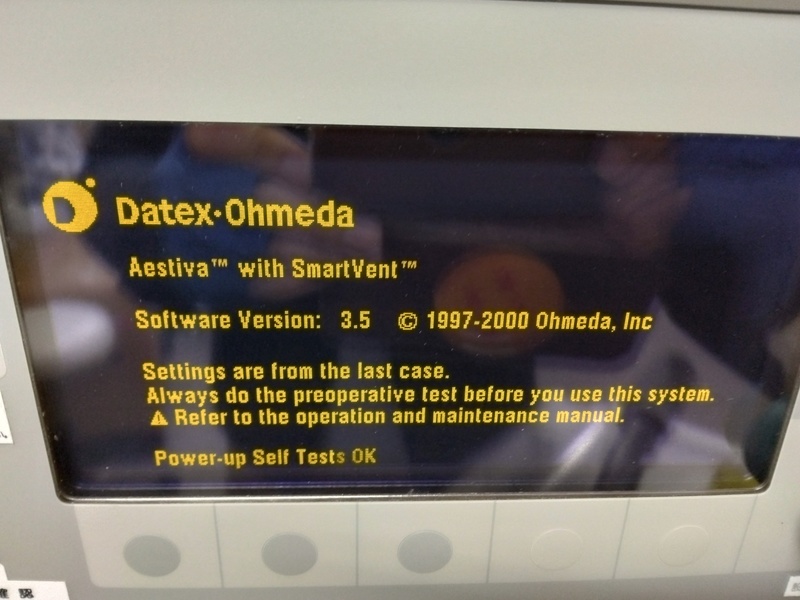 Datex·Ohmeda
Aestiva™ with SmartVent™
Software Version: 3.5 © 1997-2000 Ohmeda, Inc
Settings are from the last case.
Always do the preoperative test before you use this system.
⚠ Refer to the operation and maintenance manual.
Power-up Self Tests OK